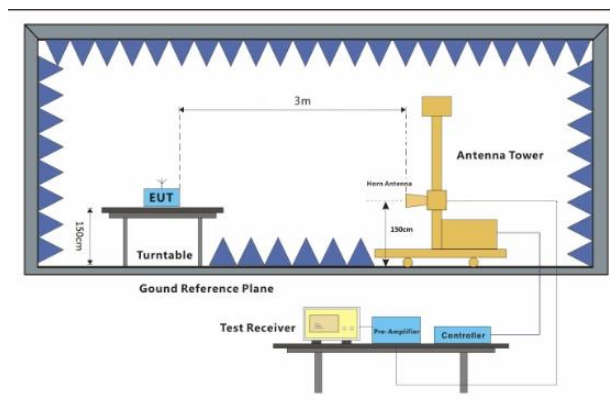 3m
Antenna Tower
Horn Antenna
EUT
150cm
150cm
Turntable
Gound Reference Plane
Test Receiver
Pre-Amplifier
Controller